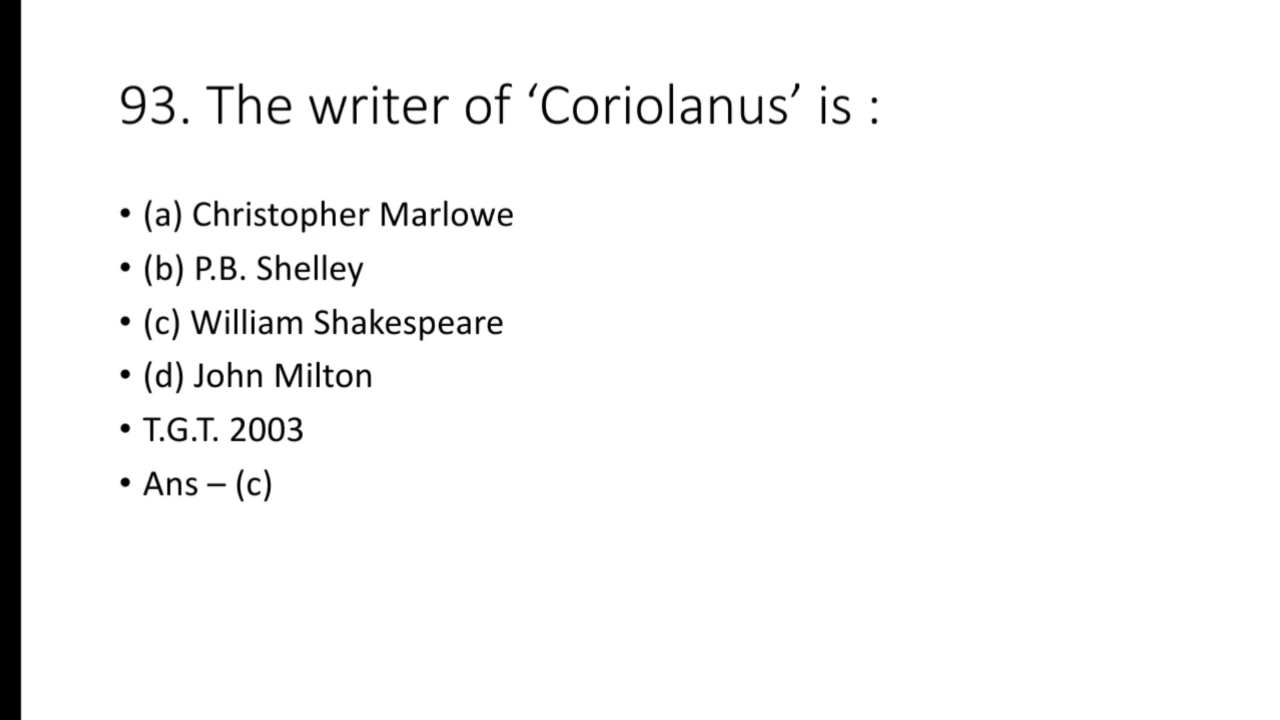 93. The writer of ‘Coriolanus’ is :
• (a) Christopher Marlowe
• (b) P.B. Shelley
• (c) William Shakespeare
• (d) John Milton
• T.G.T. 2003
• Ans – (c)